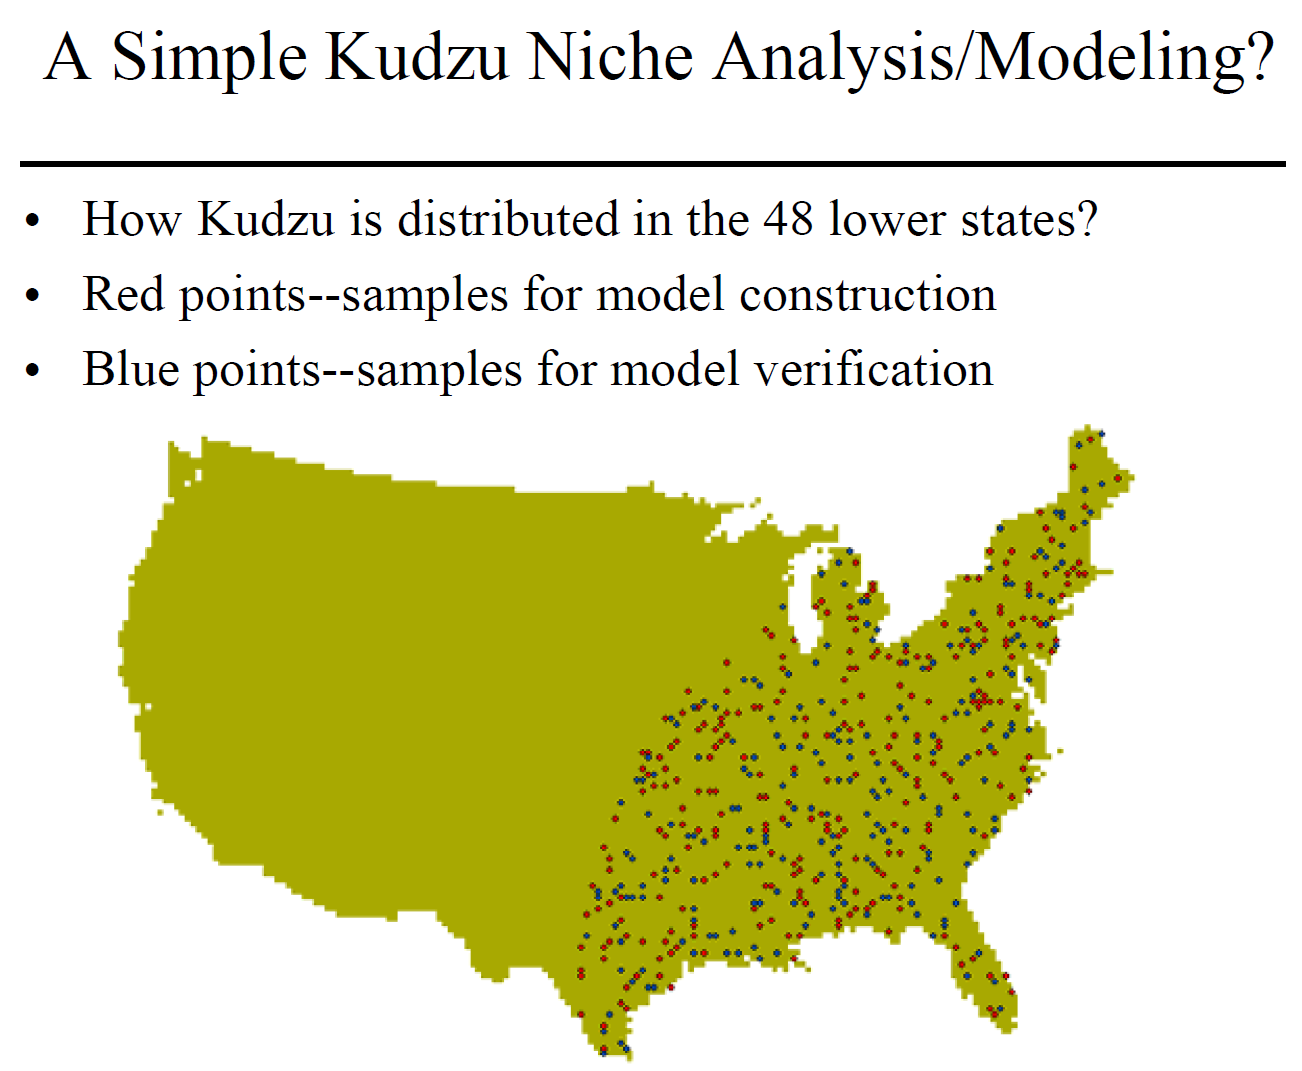 A Simple Kudzu Niche Analysis/Modeling?
• How Kudzu is distributed in the 48 lower states?
• Red points--samples for model construction
• Blue points--samples for model verification